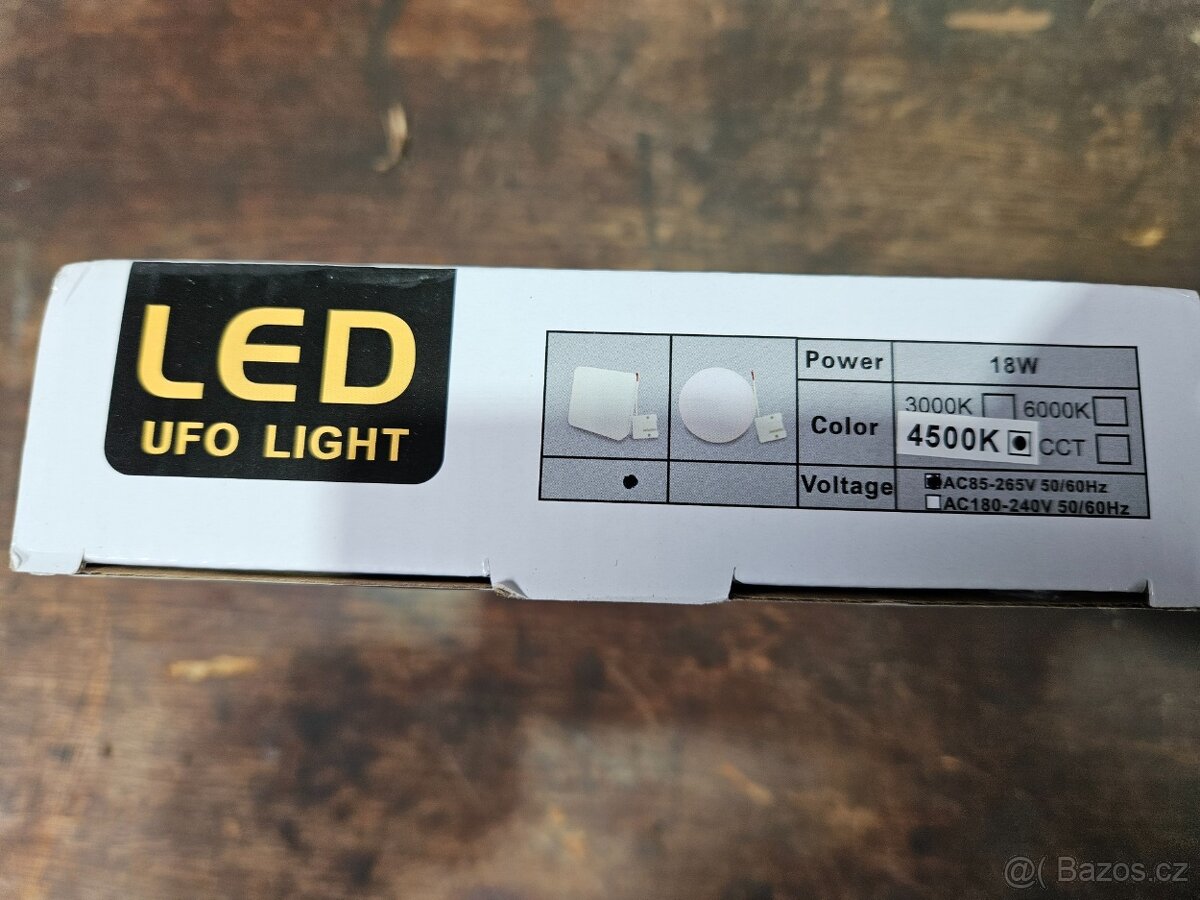 LED
UFO LIGHT
Power 18W
Color 3000K 6000K
4500K CCT
Voltage AC85-265V 50/60Hz
AC180-240V 50/60Hz
@( Bazos.cz